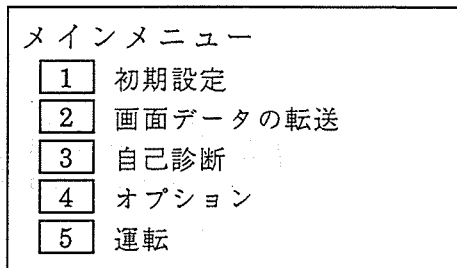 メインメニュー
1 初期設定
2 画面データの転送
3 自己診断
4 オプション
5 運転